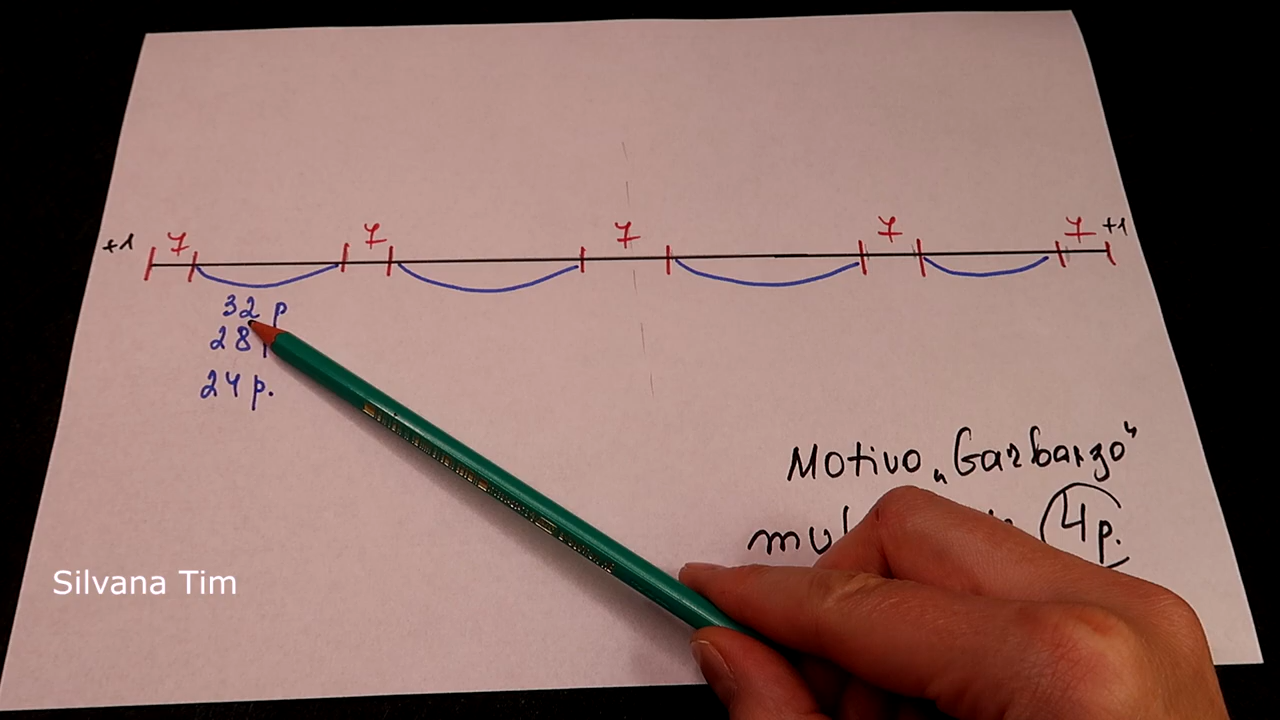 +1 7 7 7 7 7 +1
32 p
28
24 p.
Motivo „Garbanzo“
4p.
Silvana Tim